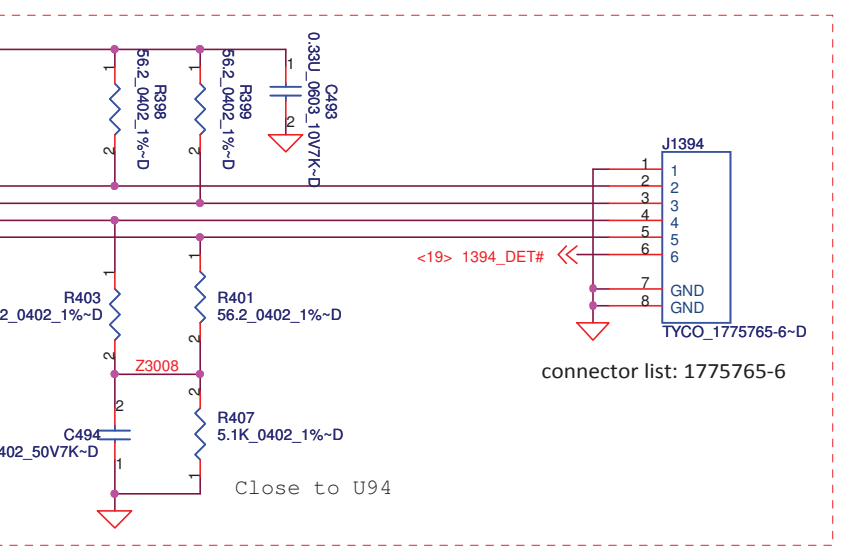 1
56.2_0402_1%~D
R398
2
1
56.2_0402_1%~D
R399
2
1
0.33U_0603_10V7K~D
C493
2
J1394
1 1
2 2
3 3
4 4
5 5
6 6
7 GND
8 GND
TYCO_1775765-6~D
<19> 1394_DET#
connector list: 1775765-6
1
R403
2_0402_1%~D
2
1
R401
56.2_0402_1%~D
2
Z3008
2
C494
402_50V7K~D
1
2
R407
5.1K_0402_1%~D
1
Close to U94